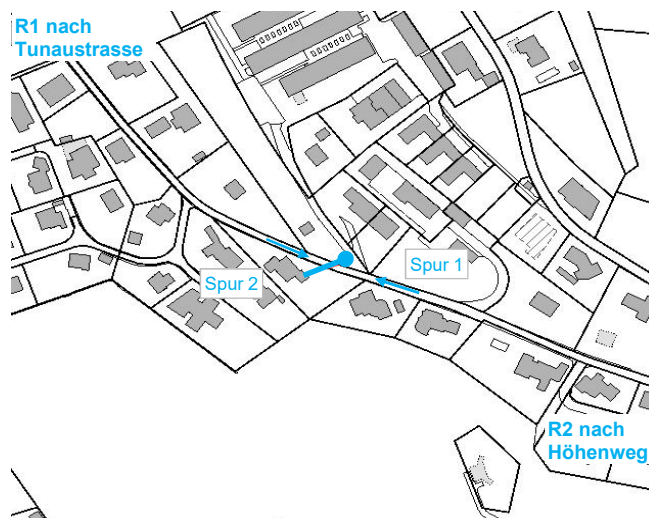 R1 nach
Tunaustrasse
Spur 1
Spur 2
R2 nach
Höhenweg